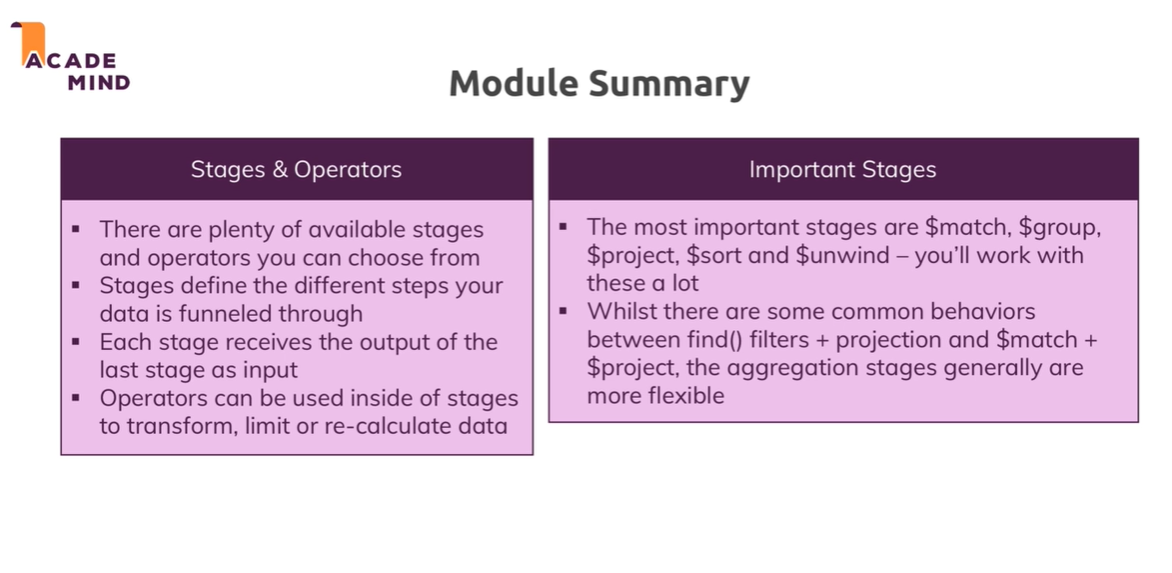 ACADE
MIND
Module Summary
Stages & Operators
▪ There are plenty of available stages
and operators you can choose from
▪ Stages define the different steps your
data is funneled through
▪ Each stage receives the output of the
last stage as input
▪ Operators can be used inside of stages
to transform, limit or re-calculate data
Important Stages
▪ The most important stages are $match, $group,
$project, $sort and $unwind – you’ll work with
these a lot
▪ Whilst there are some common behaviors
between find() filters + projection and $match +
$project, the aggregation stages generally are
more flexible